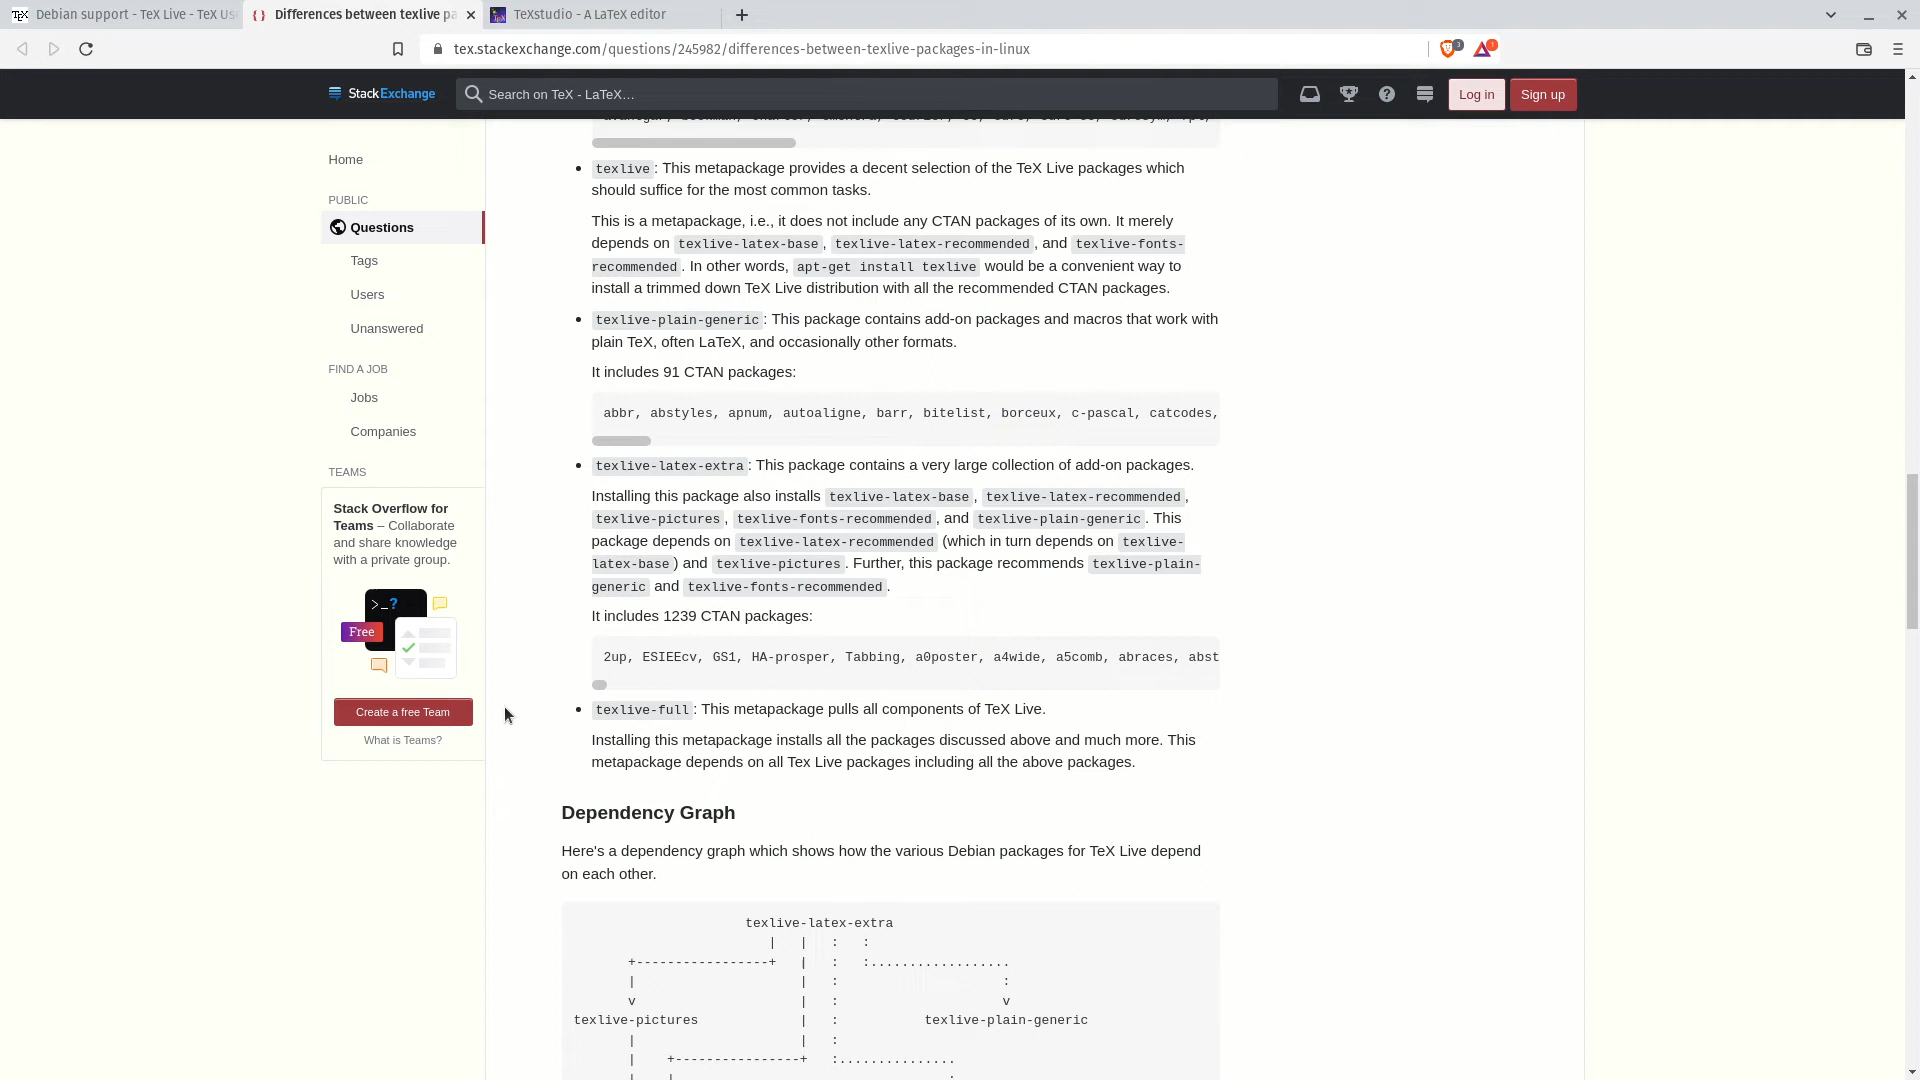 Debian support - TeX Live - TeX Us
Differences between texlive pa
TeXstudio - A LaTeX editor
tex.stackexchange.com/questions/245982/differences-between-texlive-packages-in-linux
3
1
StackExchange
Search on TeX - LaTeX…
Log in
Sign up
Home
PUBLIC
Questions
Tags
Users
Unanswered
FIND A JOB
Jobs
Companies
TEAMS
Stack Overflow for
Teams – Collaborate
and share knowledge
with a private group.
>_?
Free
Create a free Team
What is Teams?
texlive: This metapackage provides a decent selection of the TeX Live packages which
should suffice for the most common tasks.
This is a metapackage, i.e., it does not include any CTAN packages of its own. It merely
depends on texlive-latex-base, texlive-latex-recommended, and texlive-fonts-
recommended. In other words, apt-get install texlive would be a convenient way to
install a trimmed down TeX Live distribution with all the recommended CTAN packages.
texlive-plain-generic: This package contains add-on packages and macros that work with
plain TeX, often LaTeX, and occasionally other formats.
It includes 91 CTAN packages:
abbr, abstyles, apnum, autoaligne, barr, bitelist, borceux, c-pascal, catcodes,
texlive-latex-extra: This package contains a very large collection of add-on packages.
Installing this package also installs texlive-latex-base, texlive-latex-recommended,
texlive-pictures, texlive-fonts-recommended, and texlive-plain-generic. This
package depends on texlive-latex-recommended (which in turn depends on texlive-
latex-base) and texlive-pictures. Further, this package recommends texlive-plain-
generic and texlive-fonts-recommended.
It includes 1239 CTAN packages:
2up, ESIEEcv, GS1, HA-prosper, Tabbing, a0poster, a4wide, a5comb, abraces, abst
texlive-full: This metapackage pulls all components of TeX Live.
Installing this metapackage installs all the packages discussed above and much more. This
metapackage depends on all Tex Live packages including all the above packages.
Dependency Graph
Here's a dependency graph which shows how the various Debian packages for TeX Live depend
on each other.
texlive-latex-extra
| | : :
+-----------------+ | : :..................
| | : :
v | : v
texlive-pictures | : texlive-plain-generic
| | :
| +----------------+ :...............